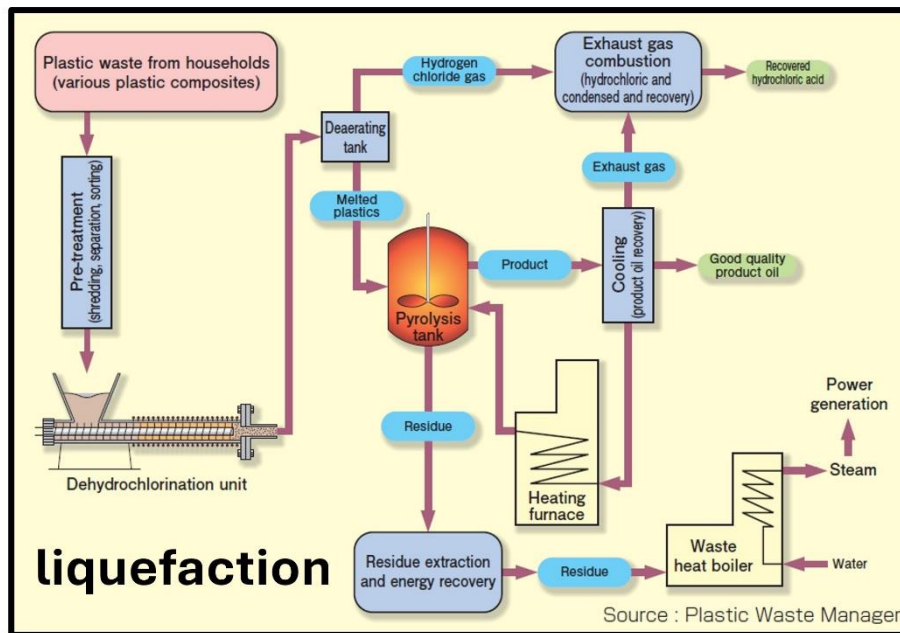 Plastic waste from households
(various plastic composites)
Pre-treatment
(shredding, separation, sorting)
Dehydrochlorination unit
Deaerating
tank
Hydrogen
chloride gas
Exhaust gas
combustion
(hydrochloric and
condensed and recovery)
Recovered
hydrochloric acid
Melted
plastics
Exhaust gas
Pyrolysis
tank
Product
Cooling
(product oil recovery)
Good quality
product oil
Residue
Heating
furnace
Power
generation
Steam
Waste
heat boiler
Water
Residue extraction
and energy recovery
Residue
liquefaction
Source : Plastic Waste Manager